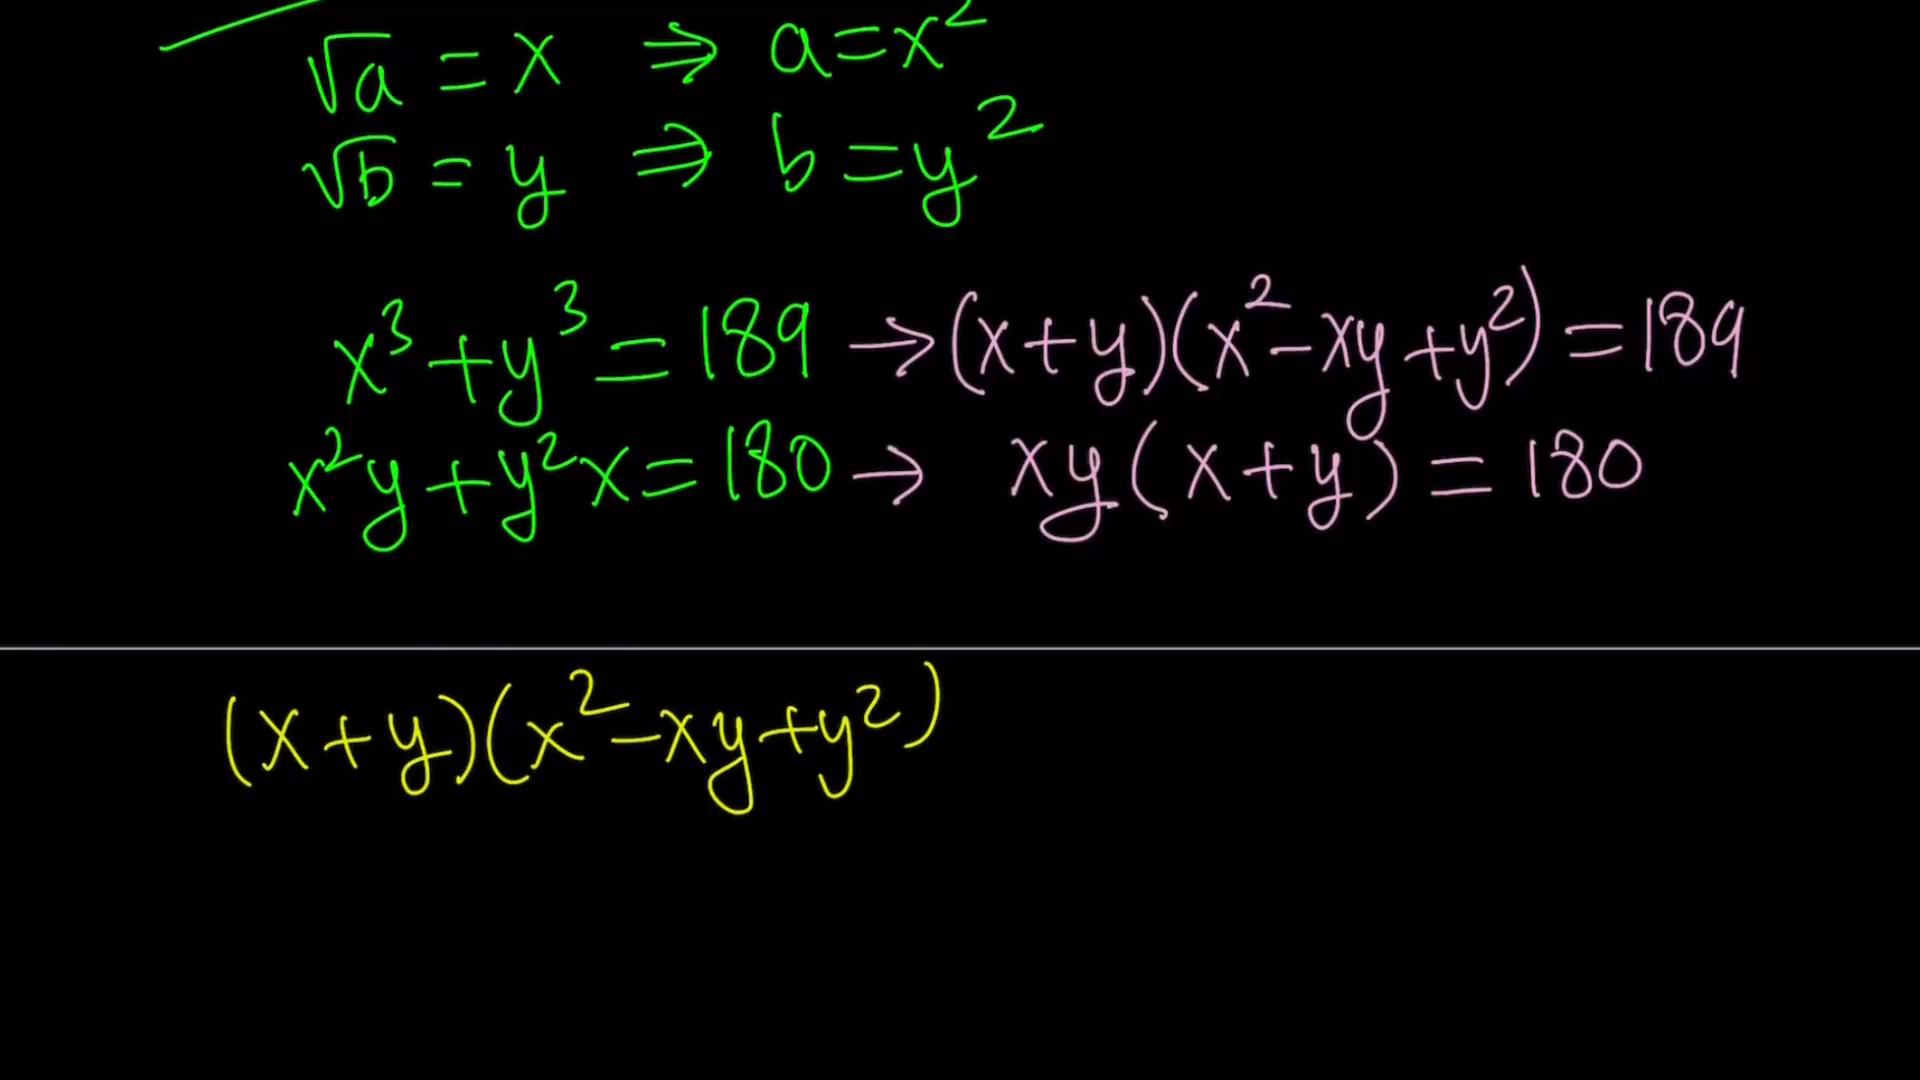 √a = x ⇒ a=x²
√b = y ⇒ b=y²
x³+y³=189 →(x+y)(x²-xy+y²)=189
x²y+y²x=180→ xy(x+y)=180
(x+y)(x²-xy+y²)